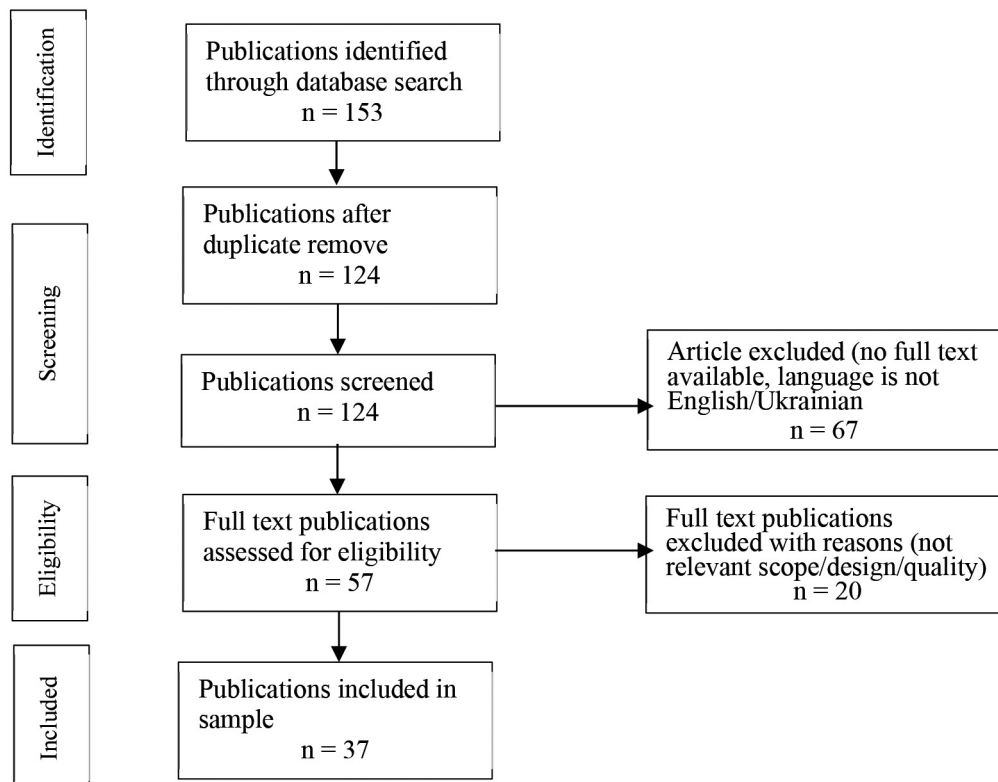 Identification
Publications identified
through database search
n = 153
Publications after
duplicate remove
n = 124
Screening
Publications screened
n = 124
Article excluded (no full text
available, language is not
English/Ukrainian
n = 67
Eligibility
Full text publications
assessed for eligibility
n = 57
Full text publications
excluded with reasons (not
relevant scope/design/quality)
n = 20
Included
Publications included in
sample
n = 37